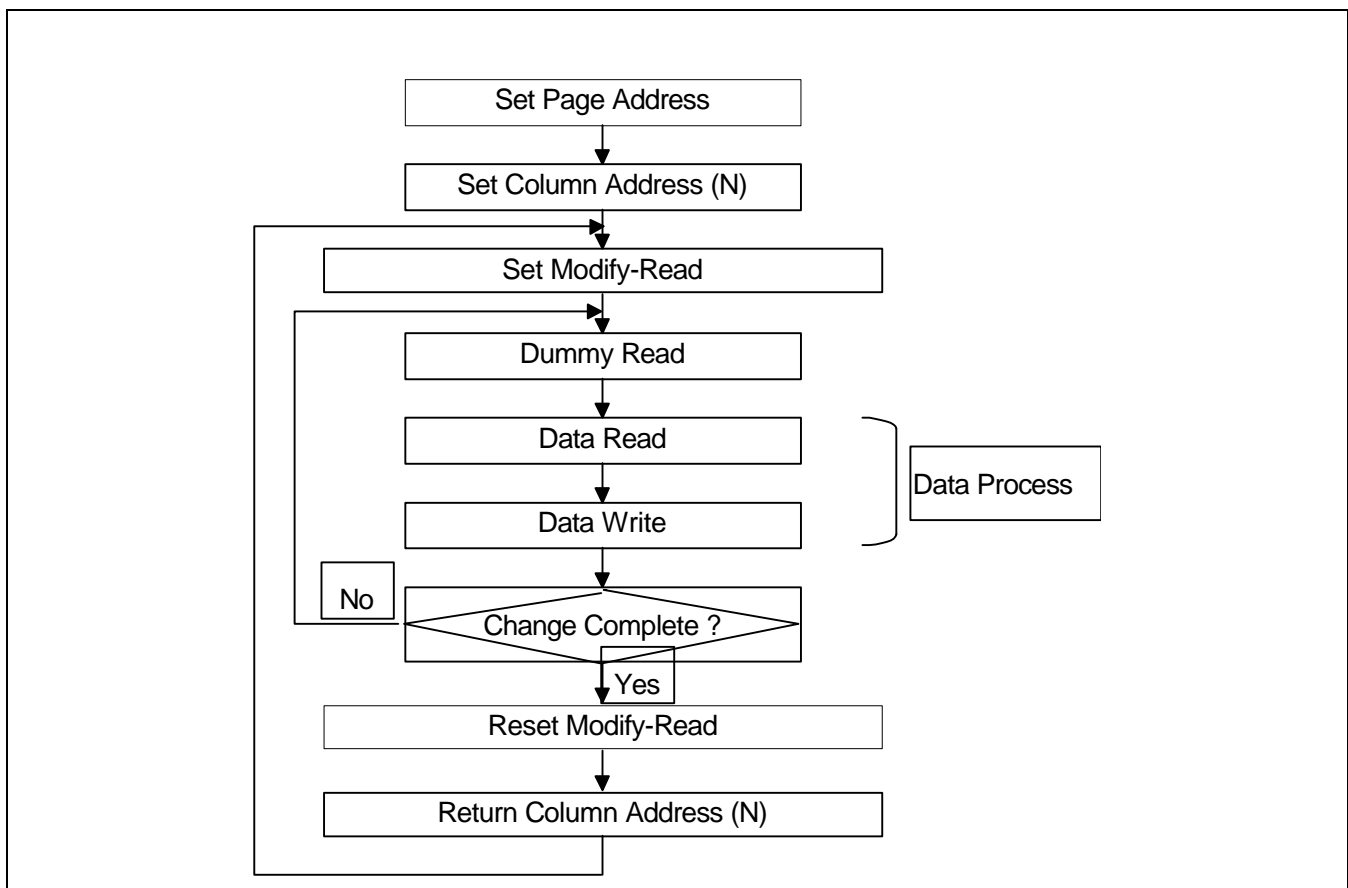 Set Page Address
Set Column Address (N)
Set Modify-Read
Dummy Read
Data Read
Data Process
Data Write
No
Change Complete ?
Yes
Reset Modify-Read
Return Column Address (N)